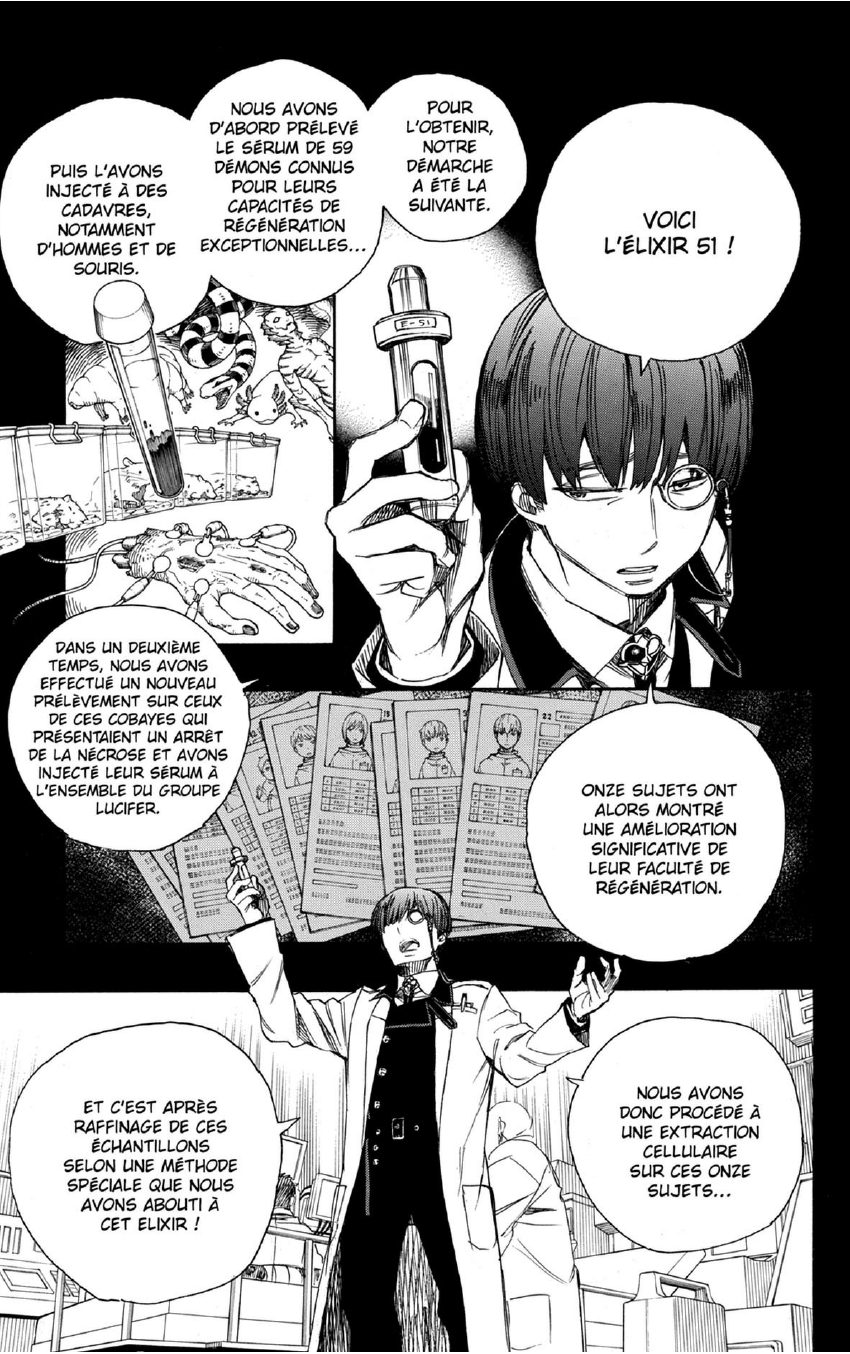 VOICI
L'ÉLIXIR 51 !
POUR
L'OBTENIR,
NOTRE
DÉMARCHE
A ÉTÉ LA
SUIVANTE.
NOUS AVONS
D'ABORD PRÉLEVÉ
LE SÉRUM DE 59
DÉMONS CONNUS
POUR LEURS
CAPACITÉS DE
RÉGÉNÉRATION
EXCEPTIONNELLES...
PUIS L'AVONS
INJECTÉ À DES
CADAVRES,
NOTAMMENT
D'HOMMES ET DE
SOURIS.
E-51
DANS UN DEUXIÈME
TEMPS, NOUS AVONS
EFFECTUÉ UN NOUVEAU
PRÉLÈVEMENT SUR CEUX
DE CES COBAYES QUI
PRÉSENTAIENT UN ARRÊT
DE LA NÉCROSE ET AVONS
INJECTÉ LEUR SÉRUM À
L'ENSEMBLE DU GROUPE
LUCIFER.
ONZE SUJETS ONT
ALORS MONTRÉ
UNE AMÉLIORATION
SIGNIFICATIVE DE
LEUR FACULTÉ DE
RÉGÉNÉRATION.
NOUS AVONS
DONC PROCÉDÉ À
UNE EXTRACTION
CELLULAIRE
SUR CES ONZE
SUJETS...
ET C'EST APRÈS
RAFFINAGE DE CES
ÉCHANTILLONS
SELON UNE MÉTHODE
SPÉCIALE QUE NOUS
AVONS ABOUTI À
CET ELIXIR !